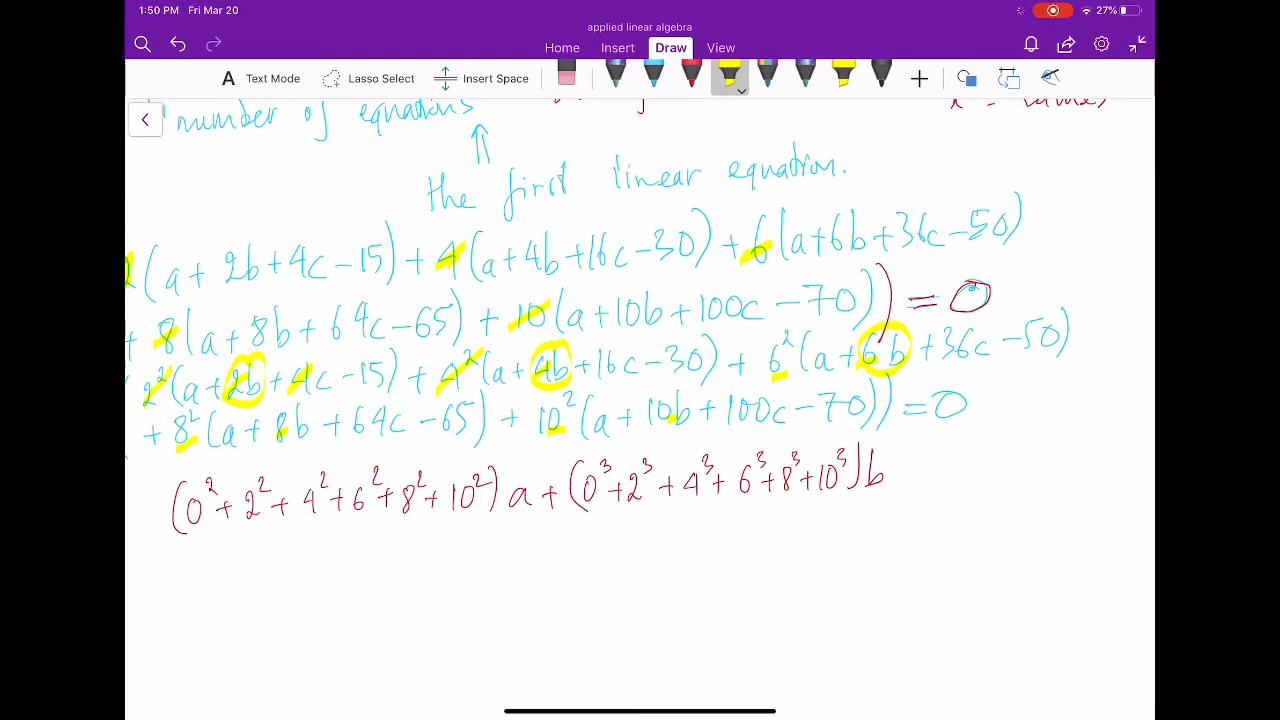 1:50 PM Fri Mar 20
27%
applied linear algebra
Home Insert Draw View
A Text Mode Lasso Select Insert Space
number of equations
the first linear equation.
2(a+2b+4c-15)+4(a+4b+16c-30)+6(a+6b+36c-50)
+8(a+8b+64c-65)+10(a+10b+100c-70))=0
2²(a+2b+4c-15)+4²(a+4b+16c-30)+6²(a+6b+36c-50)
+8²(a+8b+64c-65)+10²(a+10b+100c-70))=0
(0²+2²+4²+6²+8²+10²)a+(0³+2³+4³+6³+8³+10³)b